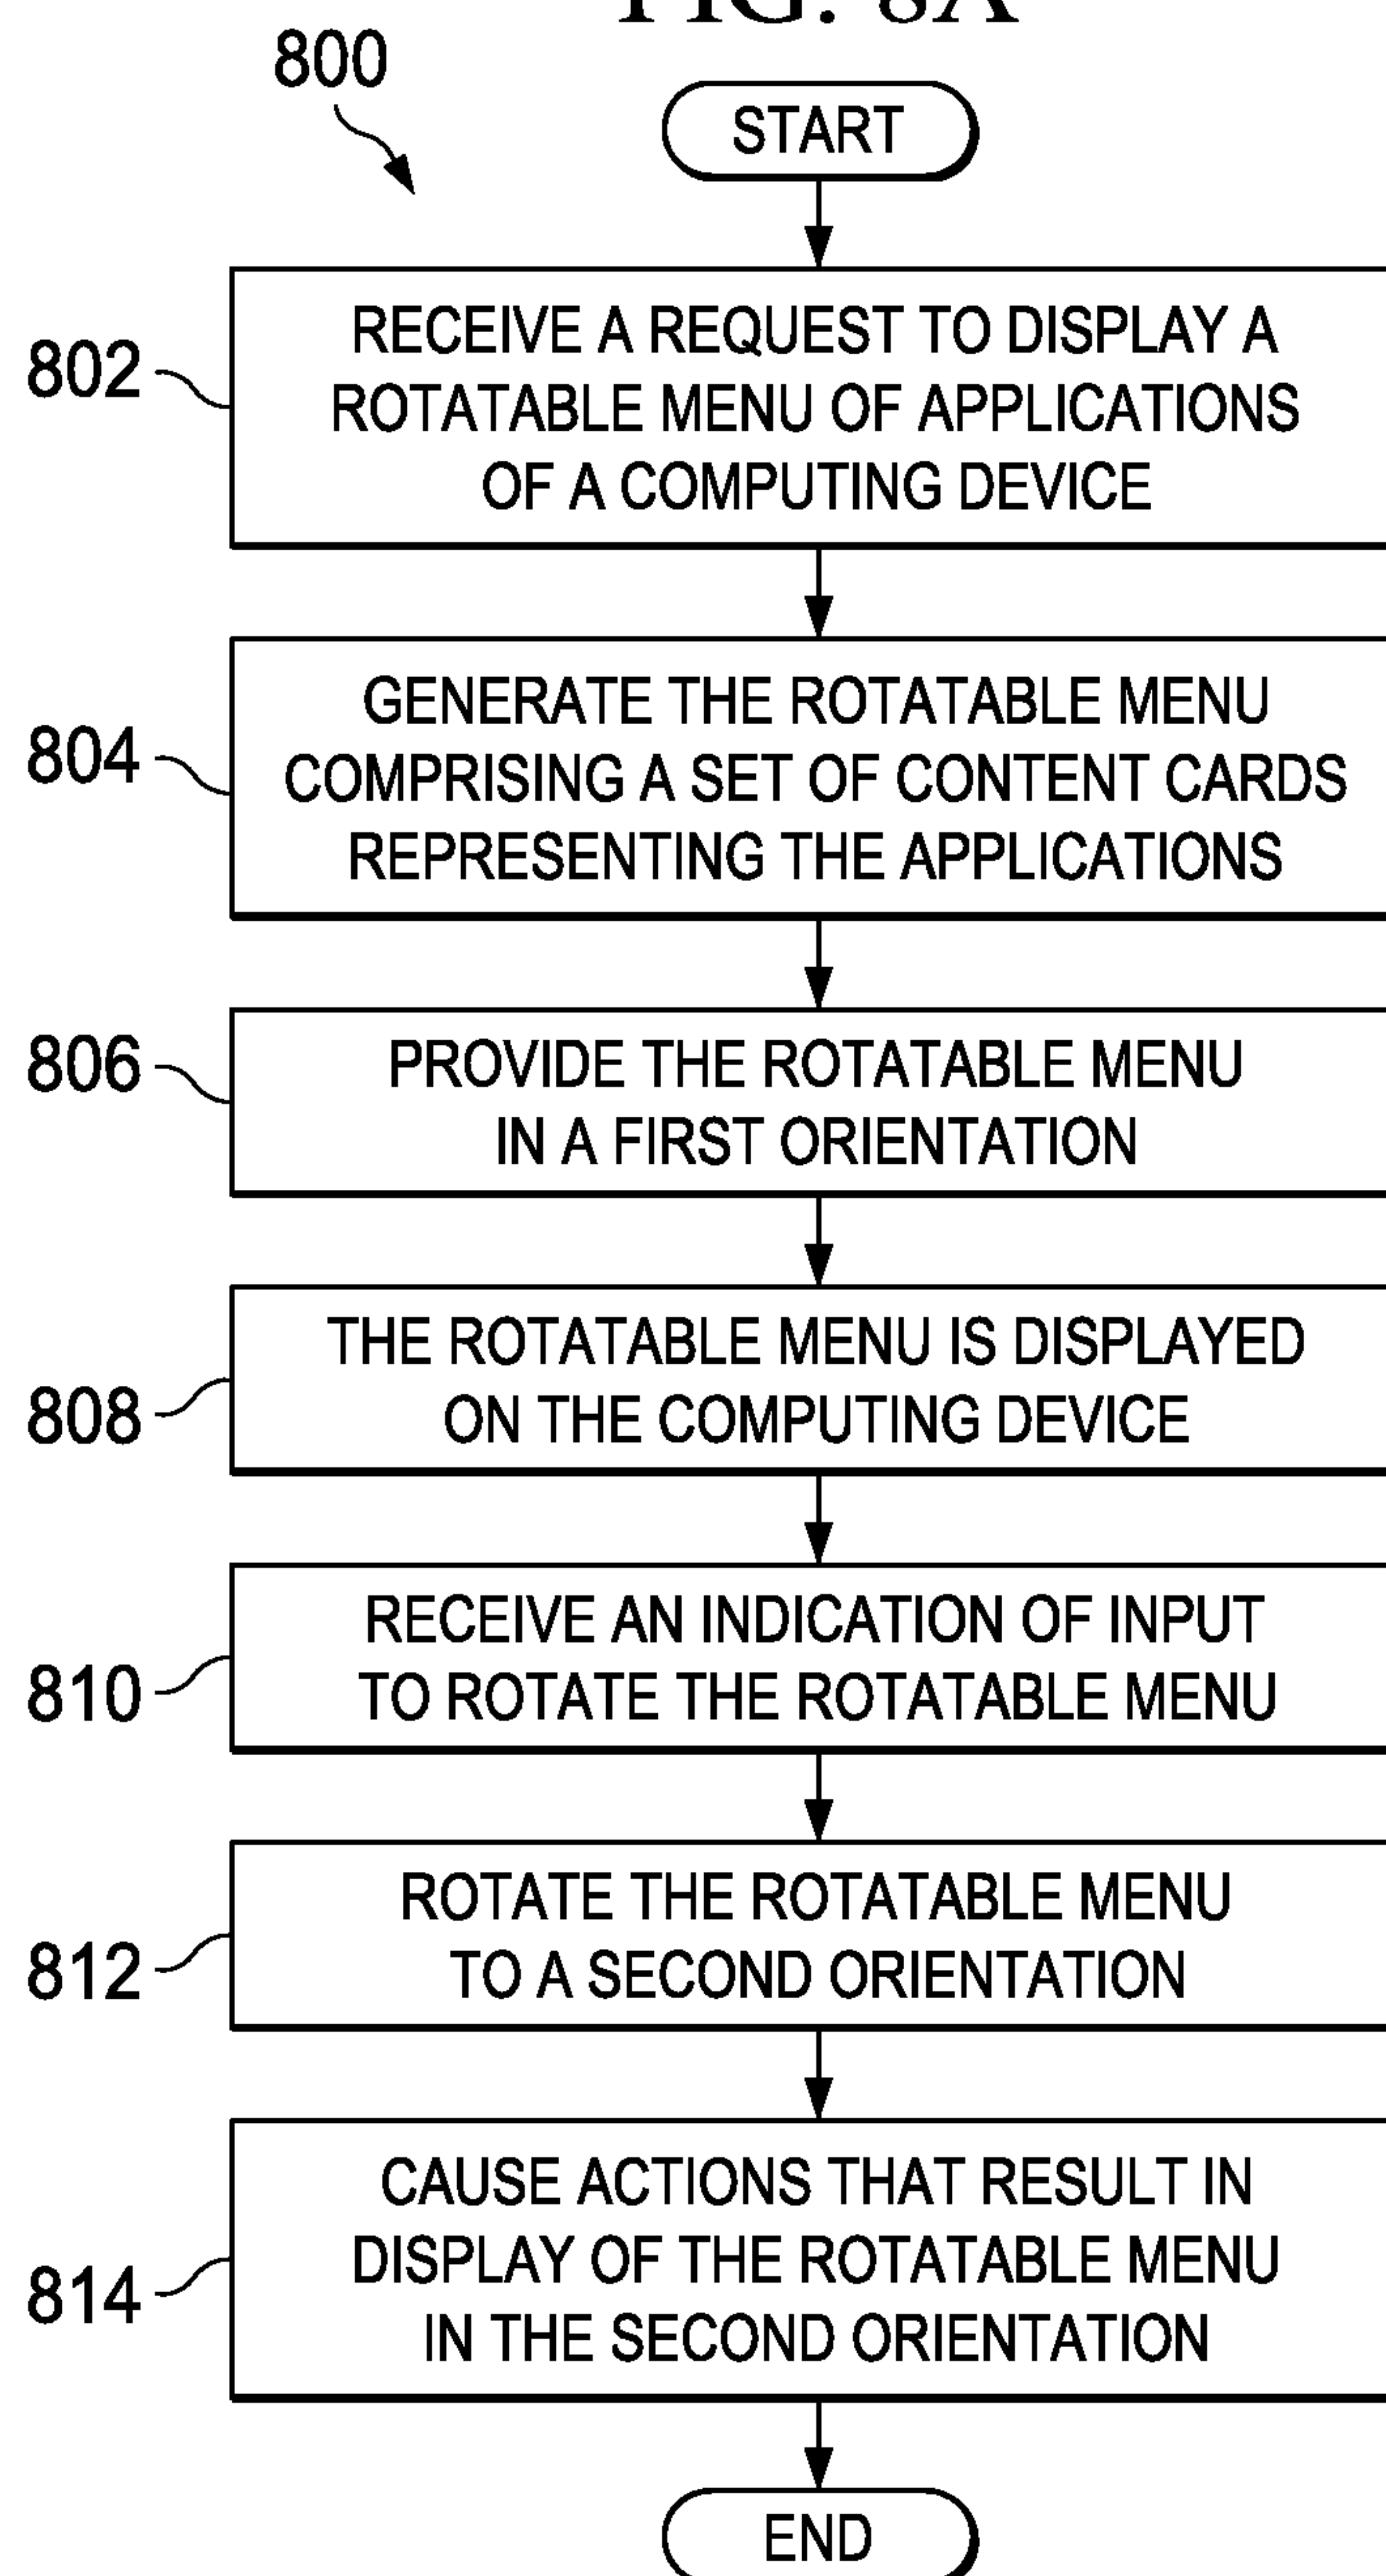 FIG. 8A
800
START
802
RECEIVE A REQUEST TO DISPLAY A
ROTATABLE MENU OF APPLICATIONS
OF A COMPUTING DEVICE
804
GENERATE THE ROTATABLE MENU
COMPRISING A SET OF CONTENT CARDS
REPRESENTING THE APPLICATIONS
806
PROVIDE THE ROTATABLE MENU
IN A FIRST ORIENTATION
808
THE ROTATABLE MENU IS DISPLAYED
ON THE COMPUTING DEVICE
810
RECEIVE AN INDICATION OF INPUT
TO ROTATE THE ROTATABLE MENU
812
ROTATE THE ROTATABLE MENU
TO A SECOND ORIENTATION
814
CAUSE ACTIONS THAT RESULT IN
DISPLAY OF THE ROTATABLE MENU
IN THE SECOND ORIENTATION
END